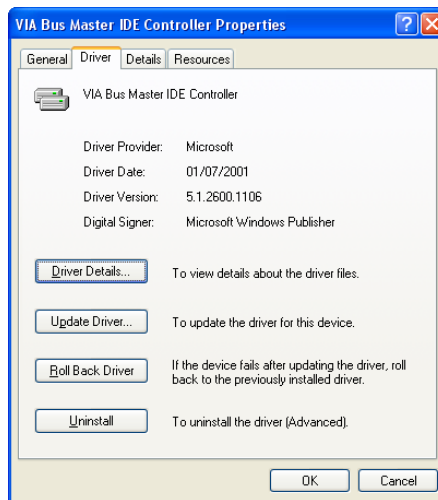 VIA Bus Master IDE Controller Properties
General Driver Details Resources
VIA Bus Master IDE Controller
Driver Provider: Microsoft
Driver Date: 01/07/2001
Driver Version: 5.1.2600.1106
Digital Signer: Microsoft Windows Publisher
Driver Details... To view details about the driver files.
Update Driver... To update the driver for this device.
Roll Back Driver If the device fails after updating the driver, roll
back to the previously installed driver.
Uninstall To uninstall the driver (Advanced).
OK Cancel